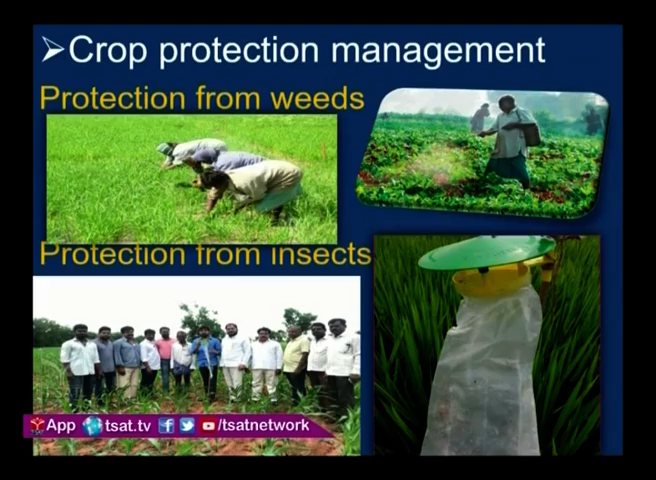 ➢Crop protection management
Protection from weeds
Protection from insects
App tsat.tv /tsatnetwork